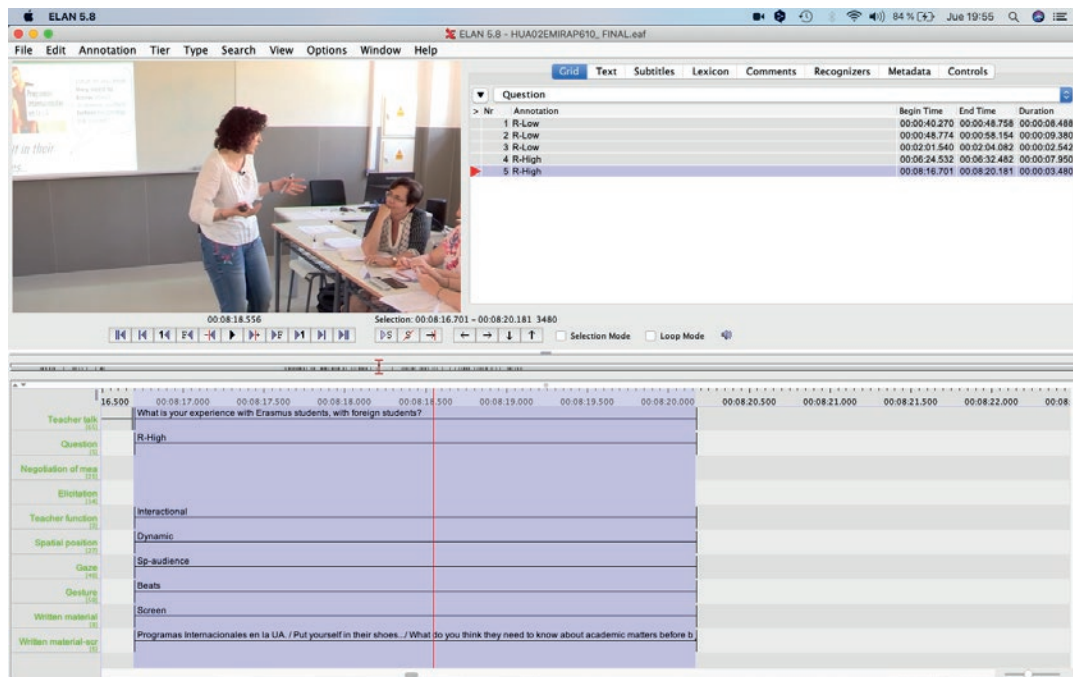 ELAN 5.8
84 %
Jue 19:55
ELAN 5.8 - HUA02EMIRAP610_ FINAL.eaf
File Edit Annotation Tier Type Search View Options Window Help
Grid Text Subtitles Lexicon Comments Recognizers Metadata Controls
Question
> Nr Annotation Begin Time End Time Duration
1 R-Low 00:00:40.270 00:00:48.758 00:00:08.488
2 R-Low 00:00:48.774 00:00:58.154 00:00:09.380
3 R-Low 00:02:01.540 00:02:04.082 00:00:02.542
4 R-High 00:06:24.532 00:06:32.482 00:00:07.950
5 R-High 00:08:16.701 00:08:20.181 00:00:03.480
00:08:18.556
Selection: 00:08:16.701 - 00:08:20.181 3480
Selection Mode Loop Mode
16.500 00:08:17.000 00:08:17.500 00:08:18.000 00:08:18.500 00:08:19.000 00:08:19.500 00:08:20.000 00:08:20.500 00:08:21.000 00:08:21.500 00:08:22.000 00:08:
Teacher talk What is your experience with Erasmus students, with foreign students?
Question R-High
Negotiation of mea
Elicitation
Teacher function Interactional
Spatial position Dynamic
Gaze Sp-audience
Gesture Beats
Written material Screen
Written material-scr Programas Internacionales en la UA. / Put yourself in their shoes.../ What do you think they need to know about academic matters before b